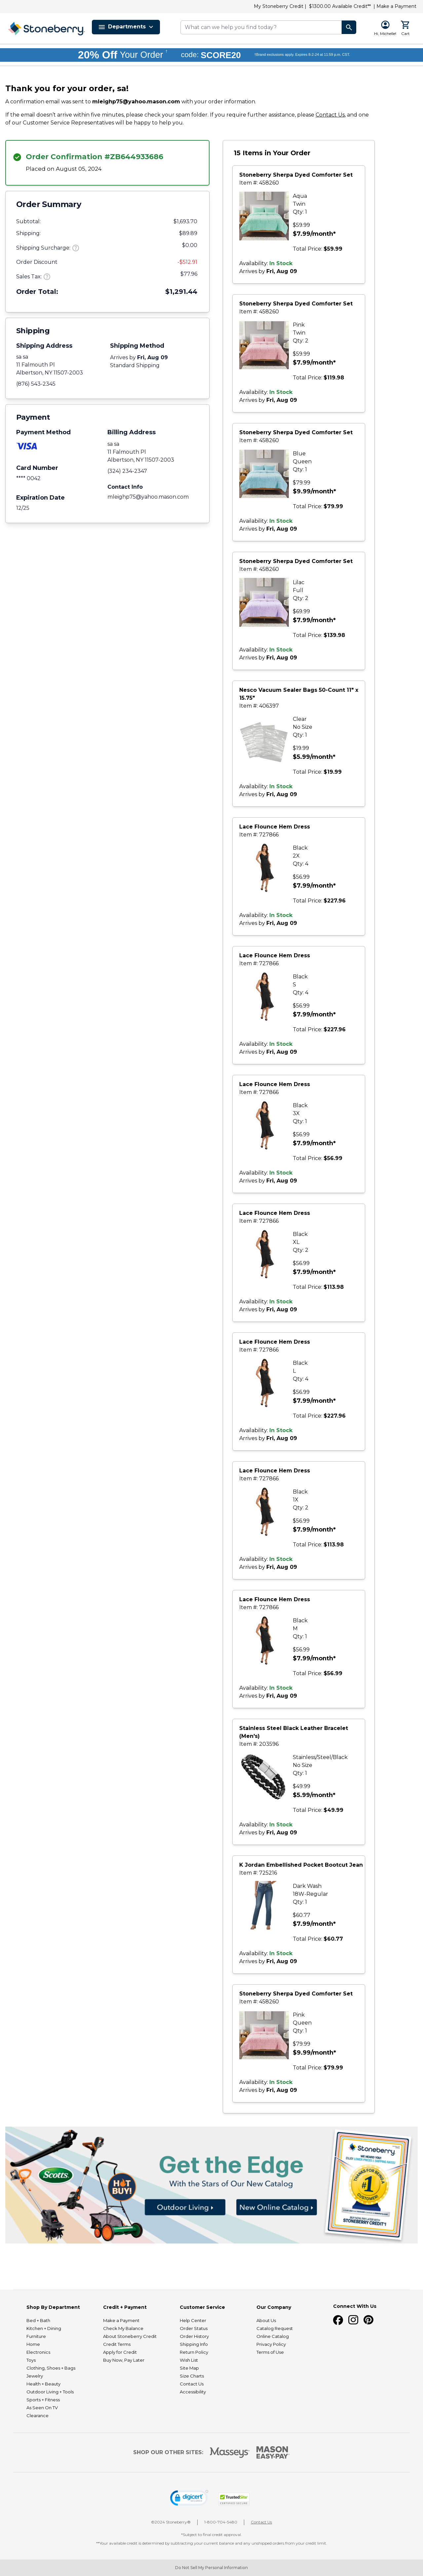 My Stoneberry Credit | $1300.00 Available Credit** | Make a Payment
Stoneberry
Departments
What can we help you find today?
Hi, Michelle!
Cart
20% Off Your Order * code: SCORE20
Thank you for your order, sa!
A confirmation email was sent to mleighp75@yahoo.mason.com with your order information.
If the email doesn't arrive within five minutes, please check your spam folder. If you require further assistance, please Contact Us, and one
of our Customer Service Representatives will be happy to help you.
Order Confirmation #ZB644933686
Placed on August 05, 2024
Order Summary
Subtotal: $1,693.70
Shipping: $89.89
Shipping Surcharge: ? $0.00
Order Discount -$512.91
Sales Tax: ? $77.96
Order Total: $1,291.44
Shipping
Shipping Address
sa sa
11 Falmouth Pl
Albertson, NY 11507-2003
(876) 543-2345
Shipping Method
Arrives by Fri, Aug 09
Standard Shipping
Payment
Payment Method
VISA
Card Number
**** 0042
Expiration Date
12/25
Billing Address
sa sa
11 Falmouth Pl
Albertson, NY 11507-2003
(324) 234-2347
Contact Info
mleighp75@yahoo.mason.com
15 Items in Your Order
Stoneberry Sherpa Dyed Comforter Set
Item #: 458260
Aqua
Twin
Qty: 1
$59.99
$7.99/month*
Total Price: $59.99
Availability: In Stock
Arrives by Fri, Aug 09
Stoneberry Sherpa Dyed Comforter Set
Item #: 458260
Pink
Twin
Qty: 2
$59.99
$7.99/month*
Total Price: $119.98
Availability: In Stock
Arrives by Fri, Aug 09
Stoneberry Sherpa Dyed Comforter Set
Item #: 458260
Blue
Queen
Qty: 1
$79.99
$9.99/month*
Total Price: $79.99
Availability: In Stock
Arrives by Fri, Aug 09
Stoneberry Sherpa Dyed Comforter Set
Item #: 458260
Lilac
Full
Qty: 2
$69.99
$7.99/month*
Total Price: $139.98
Availability: In Stock
Arrives by Fri, Aug 09
Nesco Vacuum Sealer Bags 50-Count 11" x
15.75"
Item #: 406397
Clear
No Size
Qty: 1
$19.99
$5.99/month*
Total Price: $19.99
Availability: In Stock
Arrives by Fri, Aug 09
Lace Flounce Hem Dress
Item #: 727866
Black
2X
Qty: 4
$56.99
$7.99/month*
Total Price: $227.96
Availability: In Stock
Arrives by Fri, Aug 09
Lace Flounce Hem Dress
Item #: 727866
Black
S
Qty: 4
$56.99
$7.99/month*
Total Price: $227.96
Availability: In Stock
Arrives by Fri, Aug 09
Lace Flounce Hem Dress
Item #: 727866
Black
3X
Qty: 1
$56.99
$7.99/month*
Total Price: $56.99
Availability: In Stock
Arrives by Fri, Aug 09
Lace Flounce Hem Dress
Item #: 727866
Black
XL
Qty: 2
$56.99
$7.99/month*
Total Price: $113.98
Availability: In Stock
Arrives by Fri, Aug 09
Lace Flounce Hem Dress
Item #: 727866
Black
L
Qty: 4
$56.99
$7.99/month*
Total Price: $227.96
Availability: In Stock
Arrives by Fri, Aug 09
Lace Flounce Hem Dress
Item #: 727866
Black
1X
Qty: 2
$56.99
$7.99/month*
Total Price: $113.98
Availability: In Stock
Arrives by Fri, Aug 09
Lace Flounce Hem Dress
Item #: 727866
Black
M
Qty: 1
$56.99
$7.99/month*
Total Price: $56.99
Availability: In Stock
Arrives by Fri, Aug 09
Stainless Steel Black Leather Bracelet
(Men's)
Item #: 203596
Stainless/Steel/Black
No Size
Qty: 1
$49.99
$5.99/month*
Total Price: $49.99
Availability: In Stock
Arrives by Fri, Aug 09
K Jordan Embellished Pocket Bootcut Jean
Item #: 725216
Dark Wash
18W-Regular
Qty: 1
$60.77
$7.99/month*
Total Price: $60.77
Availability: In Stock
Arrives by Fri, Aug 09
Stoneberry Sherpa Dyed Comforter Set
Item #: 458260
Pink
Queen
Qty: 1
$79.99
$9.99/month*
Total Price: $79.99
Availability: In Stock
Arrives by Fri, Aug 09
Scotts
HOT BUY!
Get the Edge
With the Stars of Our New Catalog
Outdoor Living
New Online Catalog
Stoneberry
1
Shop By Department
Bed + Bath
Kitchen + Dining
Furniture
Home
Electronics
Toys
Clothing, Shoes + Bags
Jewelry
Health + Beauty
Outdoor Living + Tools
Sports + Fitness
As Seen On TV
Clearance
Credit + Payment
Make a Payment
Check My Balance
About Stoneberry Credit
Credit Terms
Apply for Credit
Buy Now, Pay Later
Customer Service
Help Center
Order Status
Order History
Shipping Info
Return Policy
Wish List
Site Map
Size Charts
Contact Us
Accessibility
Our Company
About Us
Catalog Request
Online Catalog
Privacy Policy
Terms of Use
Connect With Us
SHOP OUR OTHER SITES: Masseys MASON EASY-PAY
digicert
TrustedSite
CERTIFIED SECURE
©2024 Stoneberry® | 1-800-704-5480 | Contact Us
*Subject to final credit approval.
**Your available credit is determined by subtracting your current balance and any undropped orders from your credit limit.
Do Not Sell My Personal Information